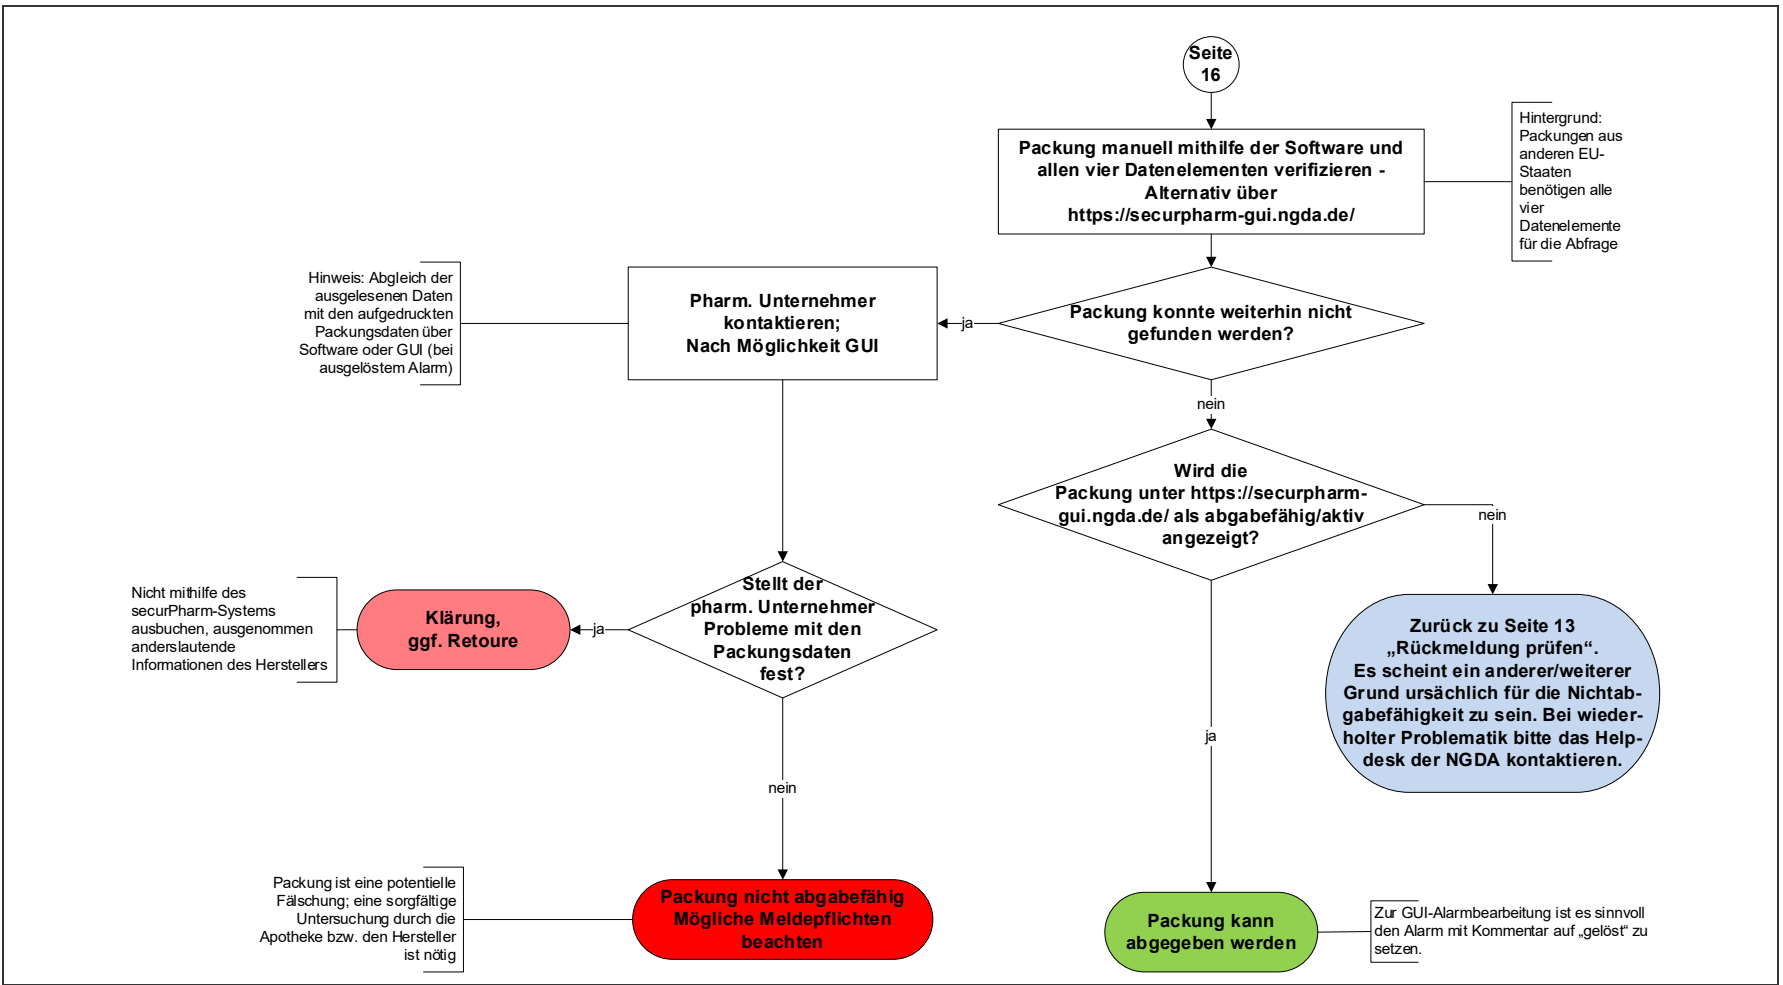 Seite
16
Packung manuell mithilfe der Software und
allen vier Datenelementen verifizieren -
Alternativ über
https://securpharm-gui.ngda.de/
Hintergrund:
Packungen aus
anderen EU-
Staaten
benötigen alle
vier
Datenelemente
für die Abfrage
Packung konnte weiterhin nicht
gefunden werden?
ja
Pharm. Unternehmer
kontaktieren;
Nach Möglichkeit GUI
Hinweis: Abgleich der
ausgelesenen Daten
mit den aufgedruckten
Packungsdaten über
Software oder GUI (bei
ausgelöstem Alarm)
nein
Wird die
Packung unter https://securpharm-
gui.ngda.de/ als abgabefähig/aktiv
angezeigt?
nein
Stellt der
pharm. Unternehmer
Probleme mit den
Packungsdaten
fest?
ja
Klärung,
ggf. Retoure
Nicht mithilfe des
securPharm-Systems
ausbuchen, ausgenommen
anderslautende
Informationen des Herstellers
Zurück zu Seite 13
„Rückmeldung prüfen“.
Es scheint ein anderer/weiterer
Grund ursächlich für die Nichtab-
gabefähigkeit zu sein. Bei wieder-
holter Problematik bitte das Help-
desk der NGDA kontaktieren.
ja
nein
Packung ist eine potentielle
Fälschung; eine sorgfältige
Untersuchung durch die
Apotheke bzw. den Hersteller
ist nötig
Packung nicht abgabefähig
Mögliche Meldepflichten
beachten
Packung kann
abgegeben werden
Zur GUI-Alarmbearbeitung ist es sinnvoll
den Alarm mit Kommentar auf „gelöst“ zu
setzen.